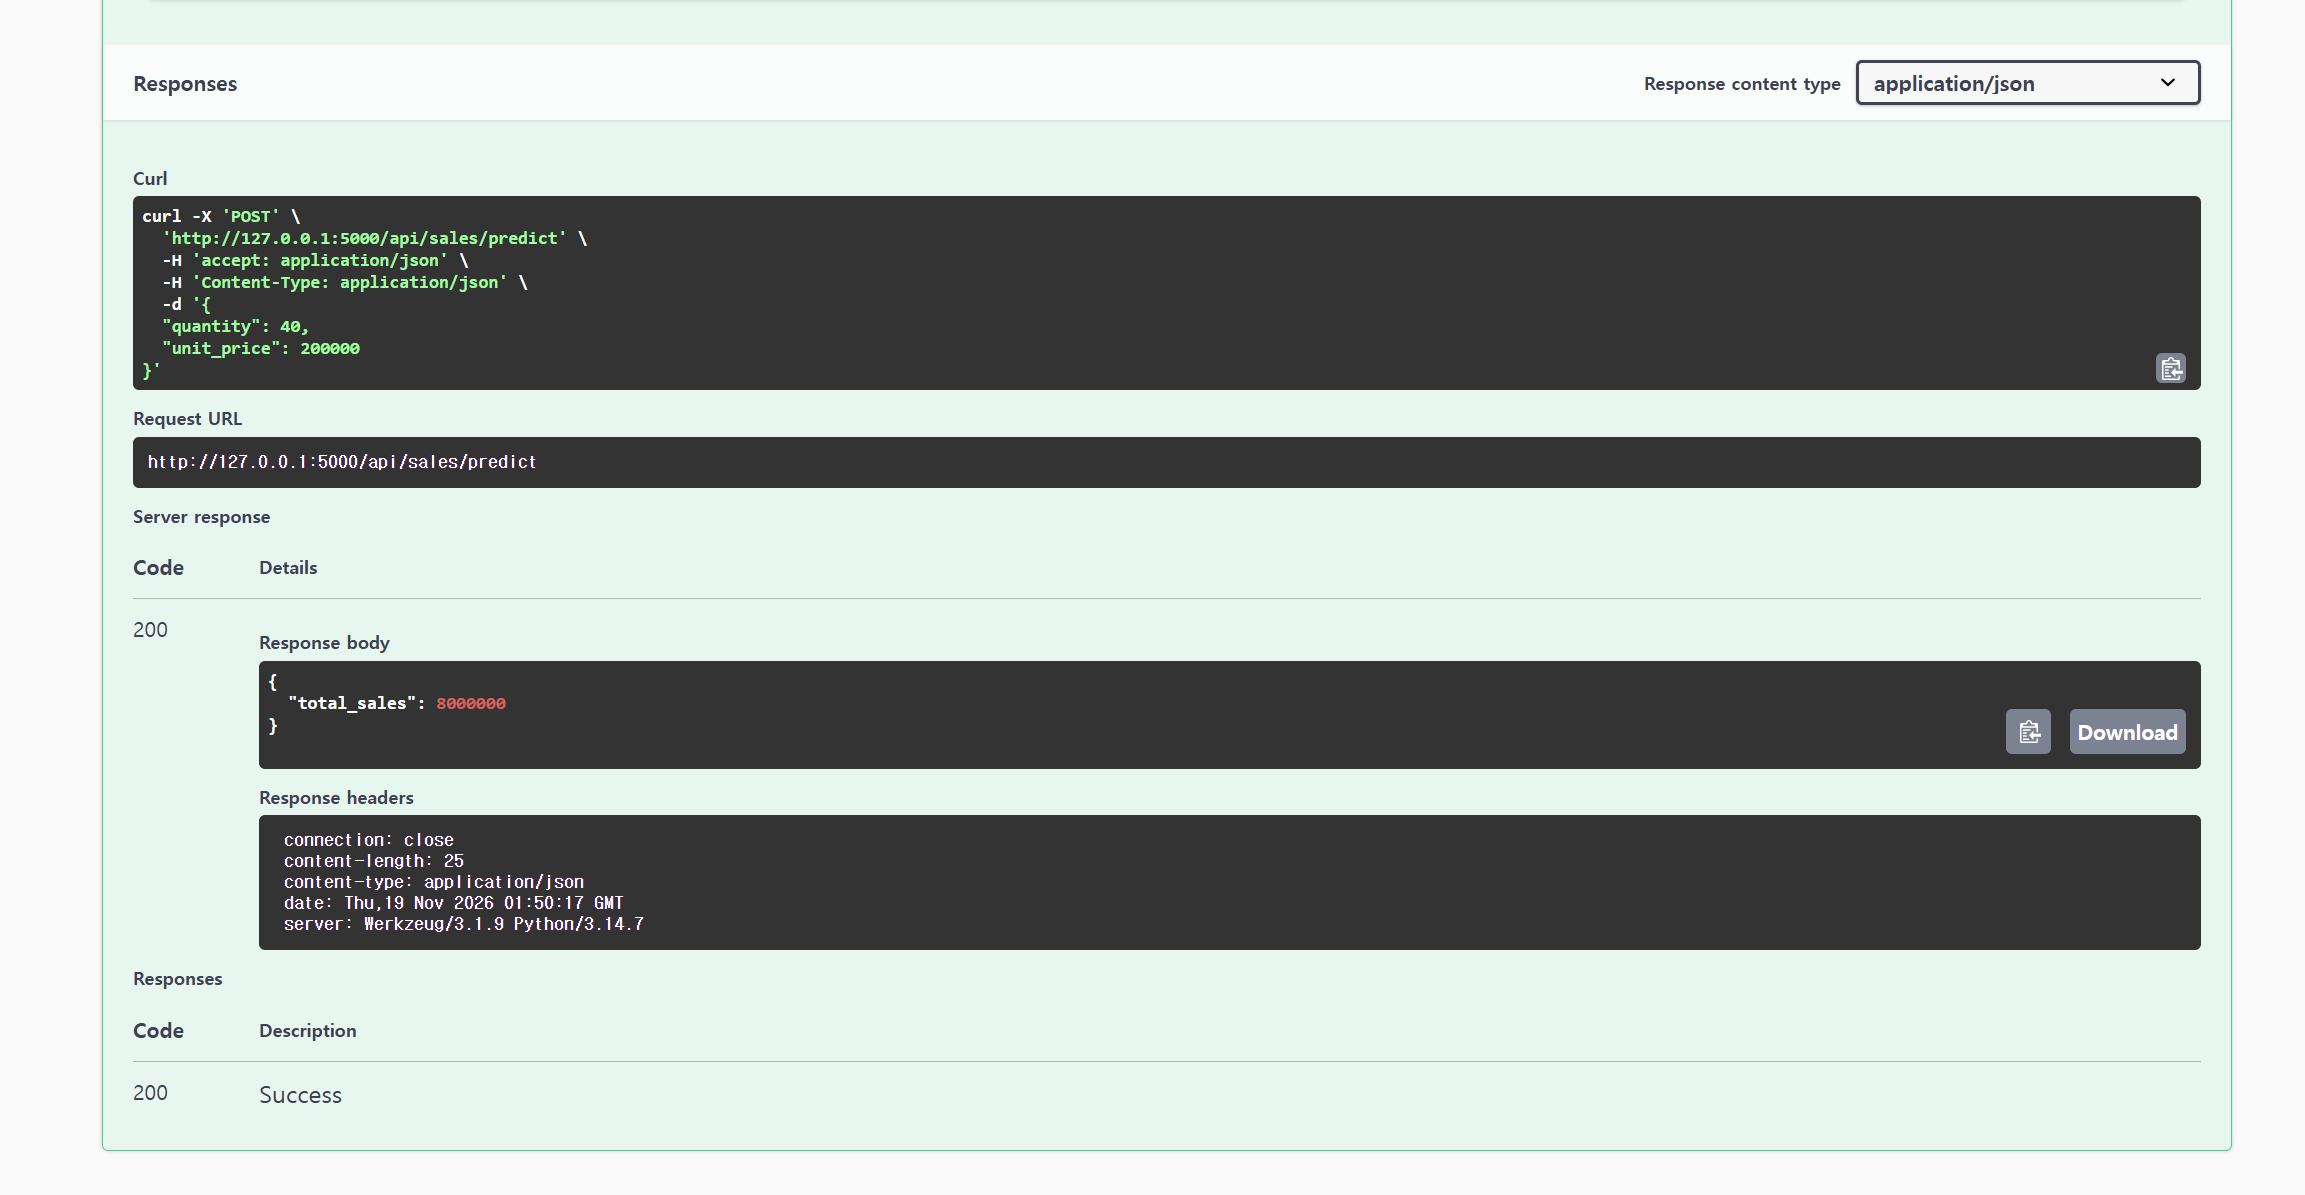 Responses
Response content type
application/json
Curl
curl -X 'POST' \
'http://127.0.0.1:5000/api/sales/predict' \
-H 'accept: application/json' \
-H 'Content-Type: application/json' \
-d '{
"quantity": 40,
"unit_price": 200000
}'
Request URL
http://127.0.0.1:5000/api/sales/predict
Server response
Code Details
200
Response body
{
"total_sales": 8000000
}
Download
Response headers
connection: close
content-length: 25
content-type: application/json
date: Thu,19 Nov 2026 01:50:17 GMT
server: Werkzeug/3.1.9 Python/3.14.7
Responses
Code Description
200 Success